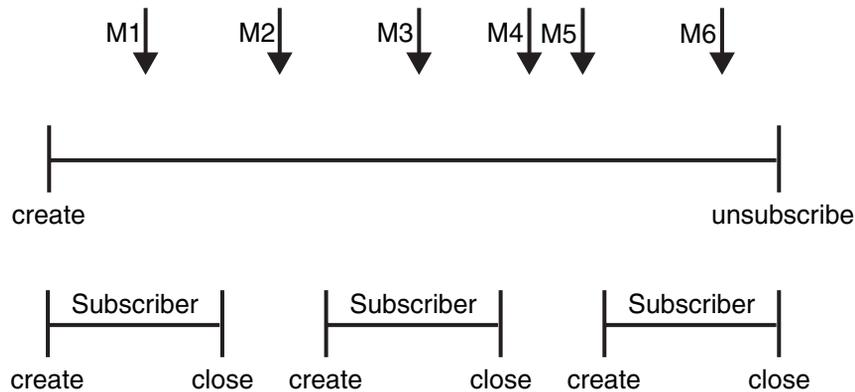 M1 M2 M3 M4 M5 M6
create unsubscribe
Subscriber Subscriber Subscriber
create close create close create close